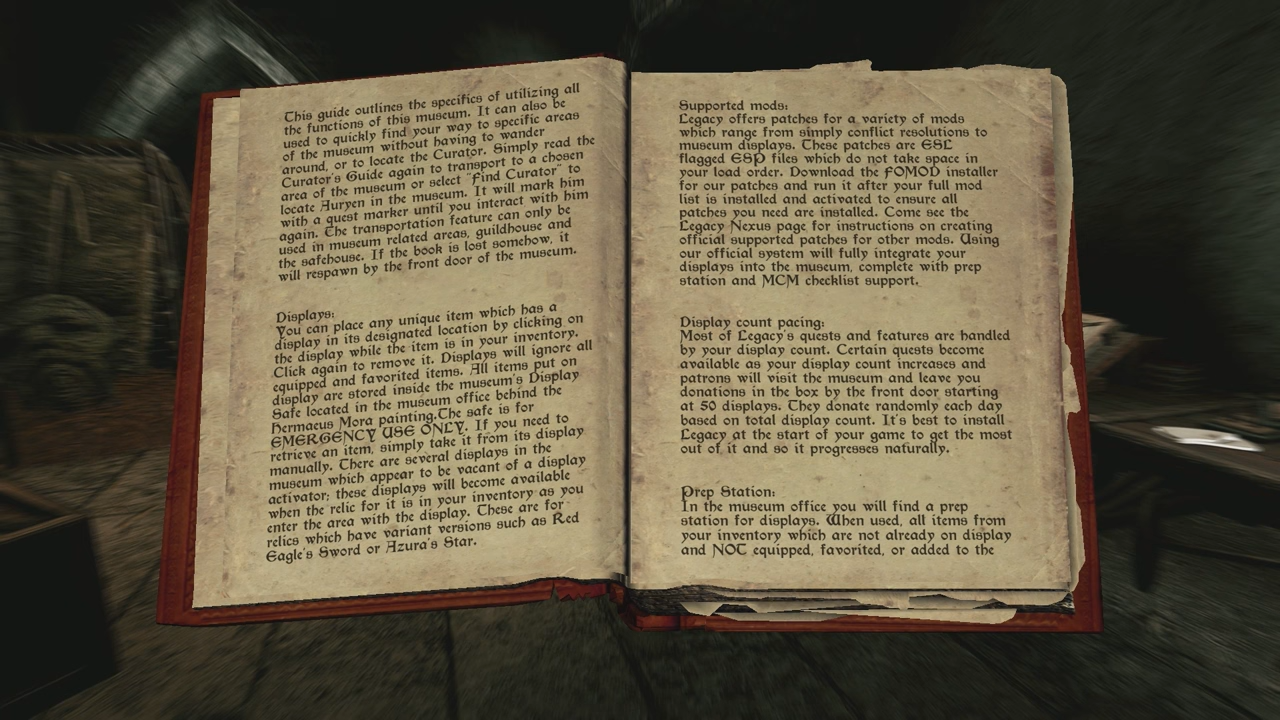 This guide outlines the specifics of utilizing all
the functions of this museum. It can also be
used to quickly find your way to specific areas
of the museum without having to wander
around, or to locate the Curator. Simply read the
Curator's Guide again to transport to a chosen
area of the museum or select "Find Curator" to
locate Auryen in the museum. It will mark him
with a quest marker until you interact with him
again. The transportation feature can only be
used in museum related areas, guildhouse and
the safehouse. If the book is lost somehow, it
will respawn by the front door of the museum.
Displays:
You can place any unique item which has a
display in its designated location by clicking on
the display while the item is in your inventory.
Click again to remove it. Displays will ignore all
equipped and favorited items. All items put on
display are stored inside the museum's Display
Safe located in the museum office behind the
Hermaeus Mora painting.The safe is for
EMERGENCY USE ONLY. If you need to
retrieve an item, simply take it from its display
manually. There are several displays in the
museum which appear to be vacant of a display
activator; these displays will become available
when the relic for it is in your inventory as you
enter the area with the display. These are for
relics which have variant versions such as Red
Eagle's Sword or Azura's Star.
Supported mods:
Legacy offers patches for a variety of mods
which range from simply conflict resolutions to
museum displays. These patches are ESL
flagged ESP files which do not take space in
your load order. Download the FOMOD installer
for our patches and run it after your full mod
list is installed and activated to ensure all
patches you need are installed. Come see the
Legacy Nexus page for instructions on creating
official supported patches for other mods. Using
our official system will fully integrate your
displays into the museum, complete with prep
station and MCM checklist support.
Display count pacing:
Most of Legacy's quests and features are handled
by your display count. Certain quests become
available as your display count increases and
patrons will visit the museum and leave you
donations in the box by the front door starting
at 50 displays. They donate randomly each day
based on total display count. It's best to install
Legacy at the start of your game to get the most
out of it and so it progresses naturally.
Prep Station:
In the museum office you will find a prep
station for displays. When used, all items from
your inventory which are not already on display
and NOT equipped, favorited, or added to the